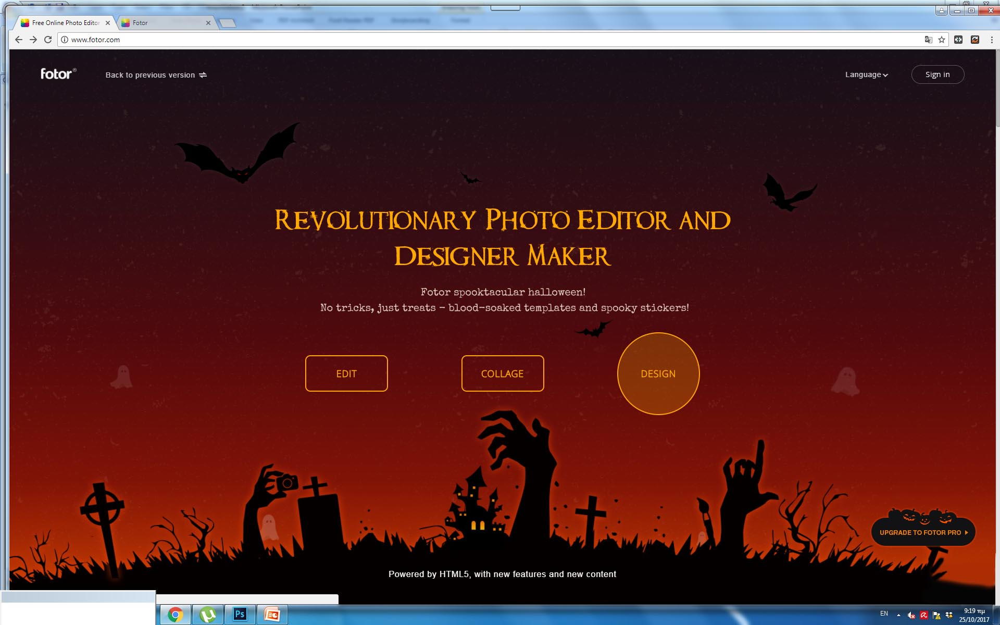 Free Online Photo Editor
Fotor
www.fotor.com
fotor®
Back to previous version
Language
Sign in
Revolutionary Photo Editor and
Designer Maker
Fotor spooktacular halloween!
No tricks, just treats - blood-soaked templates and spooky stickers!
EDIT
COLLAGE
DESIGN
UPGRADE TO FOTOR PRO
Powered by HTML5, with new features and new content
Ps
EN
9:19 πμ
25/10/2017